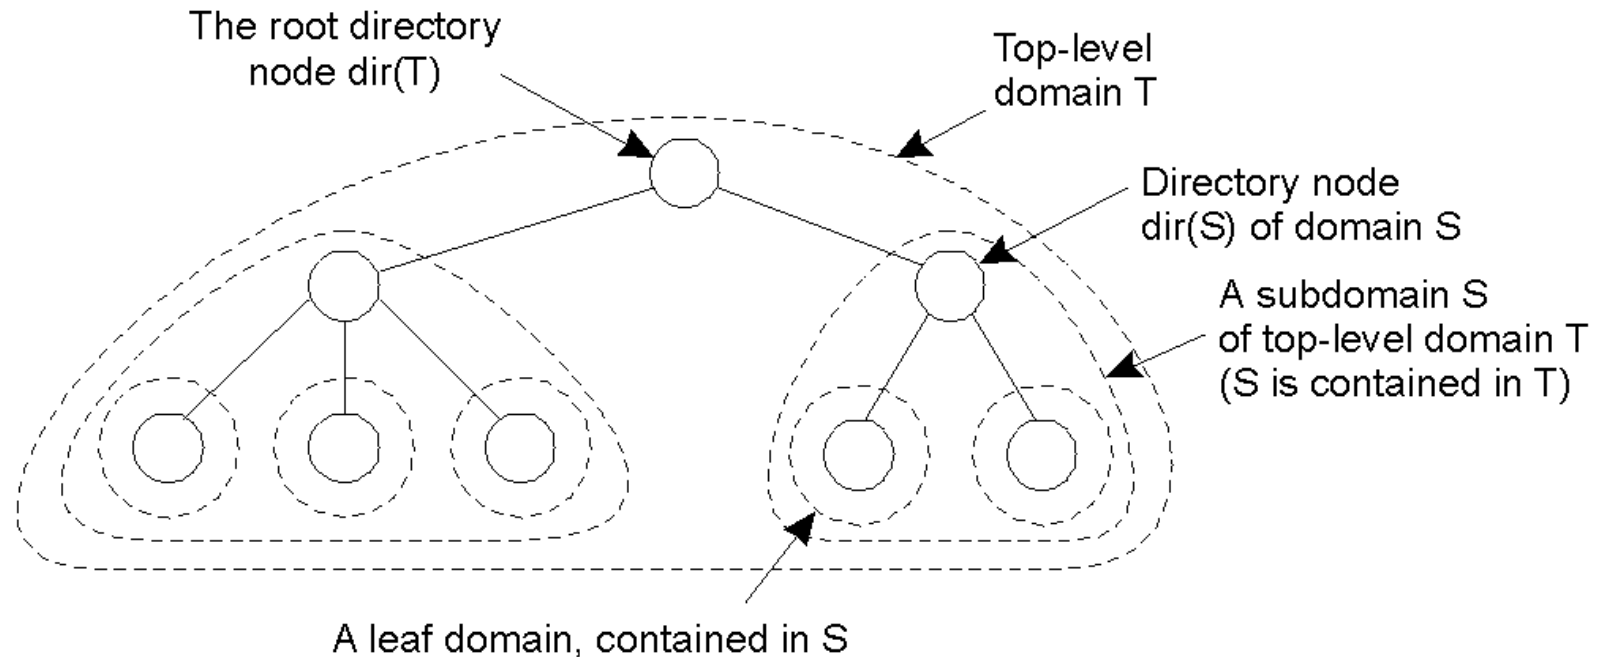 The root directory
node dir(T)
Top-level
domain T
Directory node
dir(S) of domain S
A subdomain S
of top-level domain T
(S is contained in T)
A leaf domain, contained in S